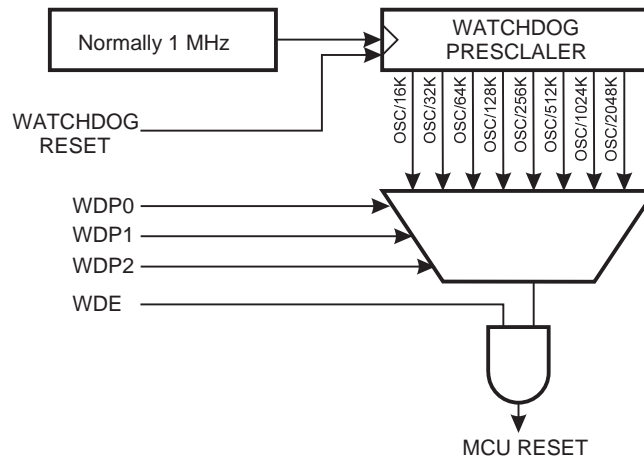 Normally 1 MHz
WATCHDOG
PRESCLALER
OSC/16K
OSC/32K
OSC/64K
OSC/128K
OSC/256K
OSC/512K
OSC/1024K
OSC/2048K
WATCHDOG
RESET
WDP0
WDP1
WDP2
WDE
MCU RESET